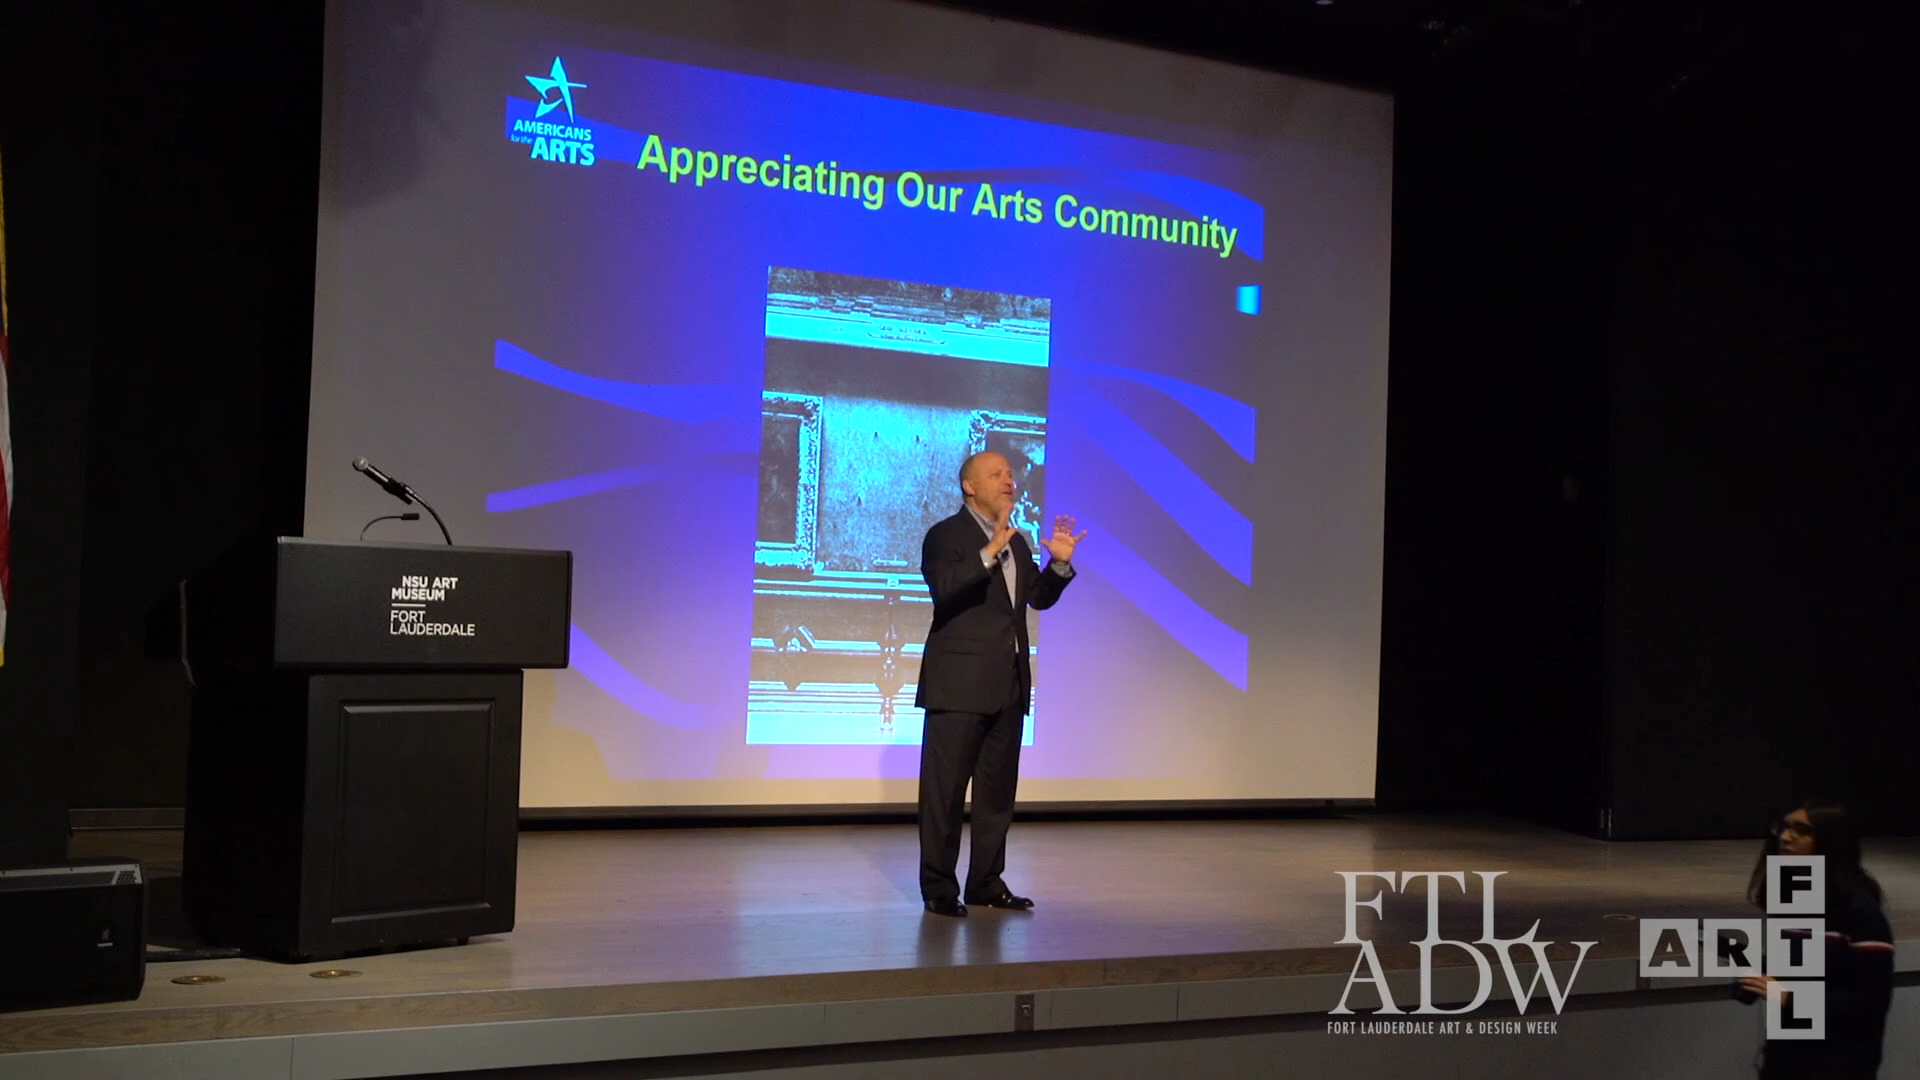 AMERICANS
for the
ARTS
Appreciating Our Arts Community
NSU ART
MUSEUM
FORT
LAUDERDALE
FTL
ADW
FORT LAUDERDALE ART & DESIGN WEEK
ART
FTL